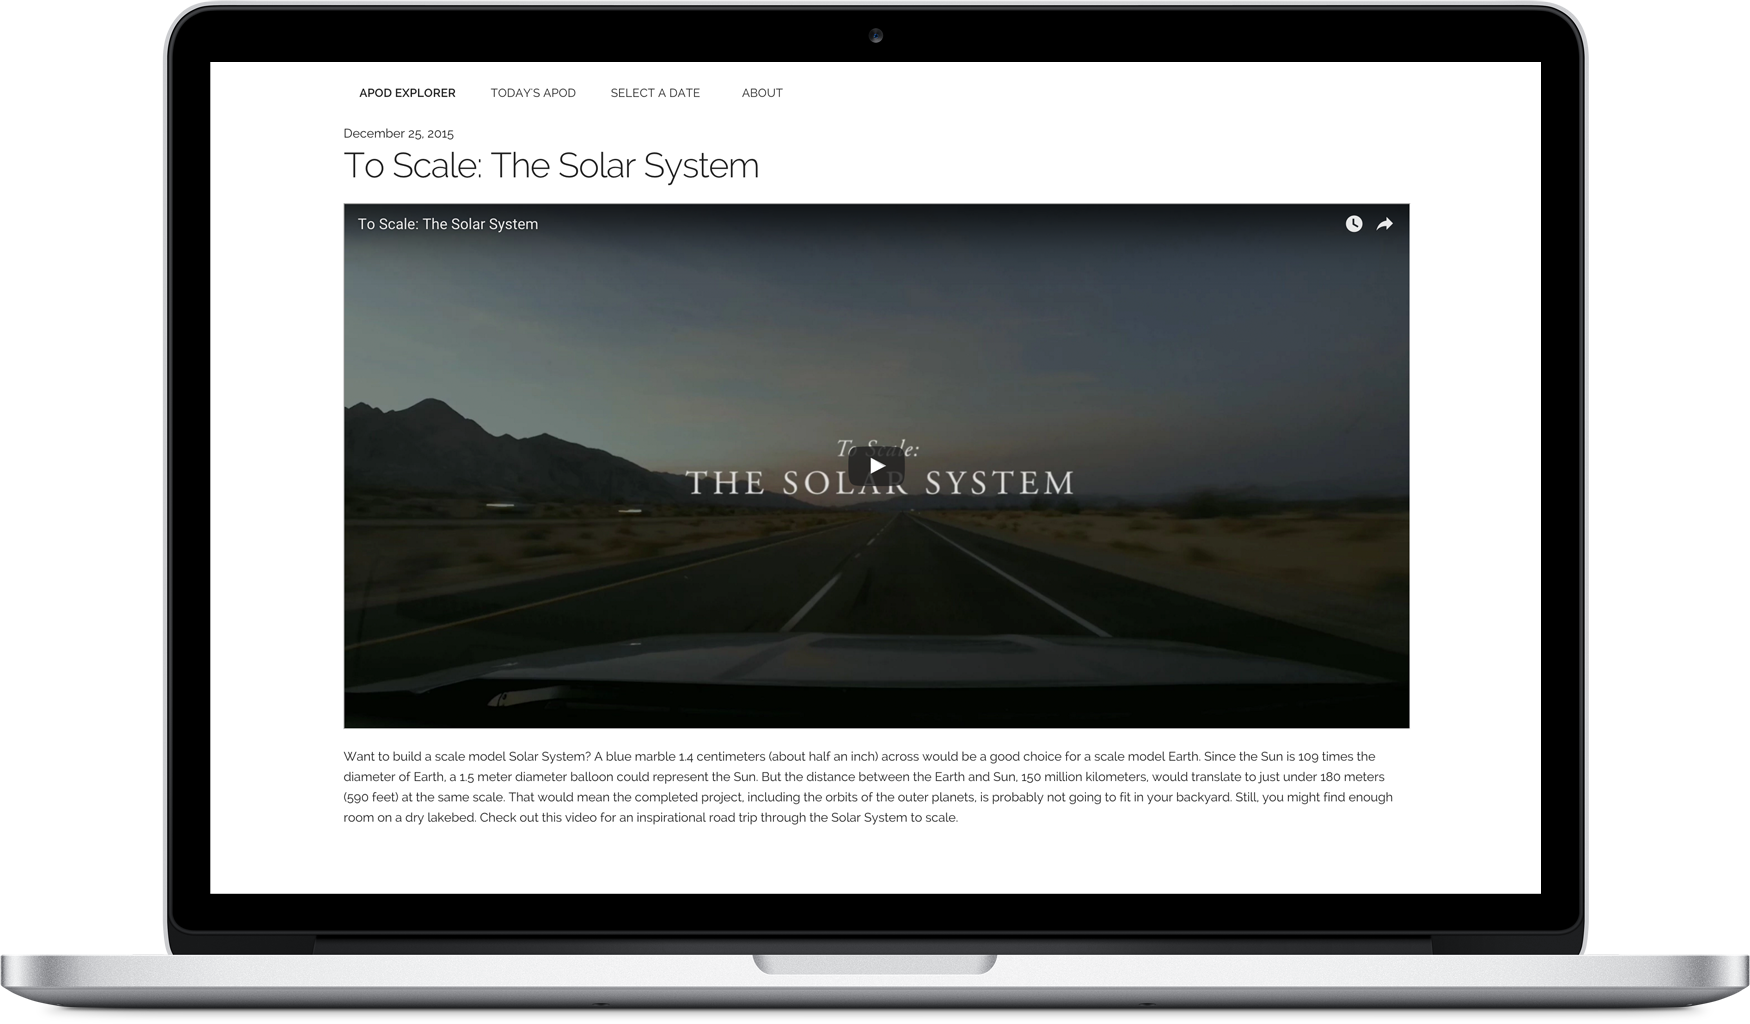 APOD EXPLORER TODAY'S APOD SELECT A DATE ABOUT
December 25, 2015
To Scale: The Solar System
To Scale: The Solar System
To Scale:
THE SOLAR SYSTEM
Want to build a scale model Solar System? A blue marble 1.4 centimeters (about half an inch) across would be a good choice for a scale model Earth. Since the Sun is 109 times the
diameter of Earth, a 1.5 meter diameter balloon could represent the Sun. But the distance between the Earth and Sun, 150 million kilometers, would translate to just under 180 meters
(590 feet) at the same scale. That would mean the completed project, including the orbits of the outer planets, is probably not going to fit in your backyard. Still, you might find enough
room on a dry lakebed. Check out this video for an inspirational road trip through the Solar System to scale.